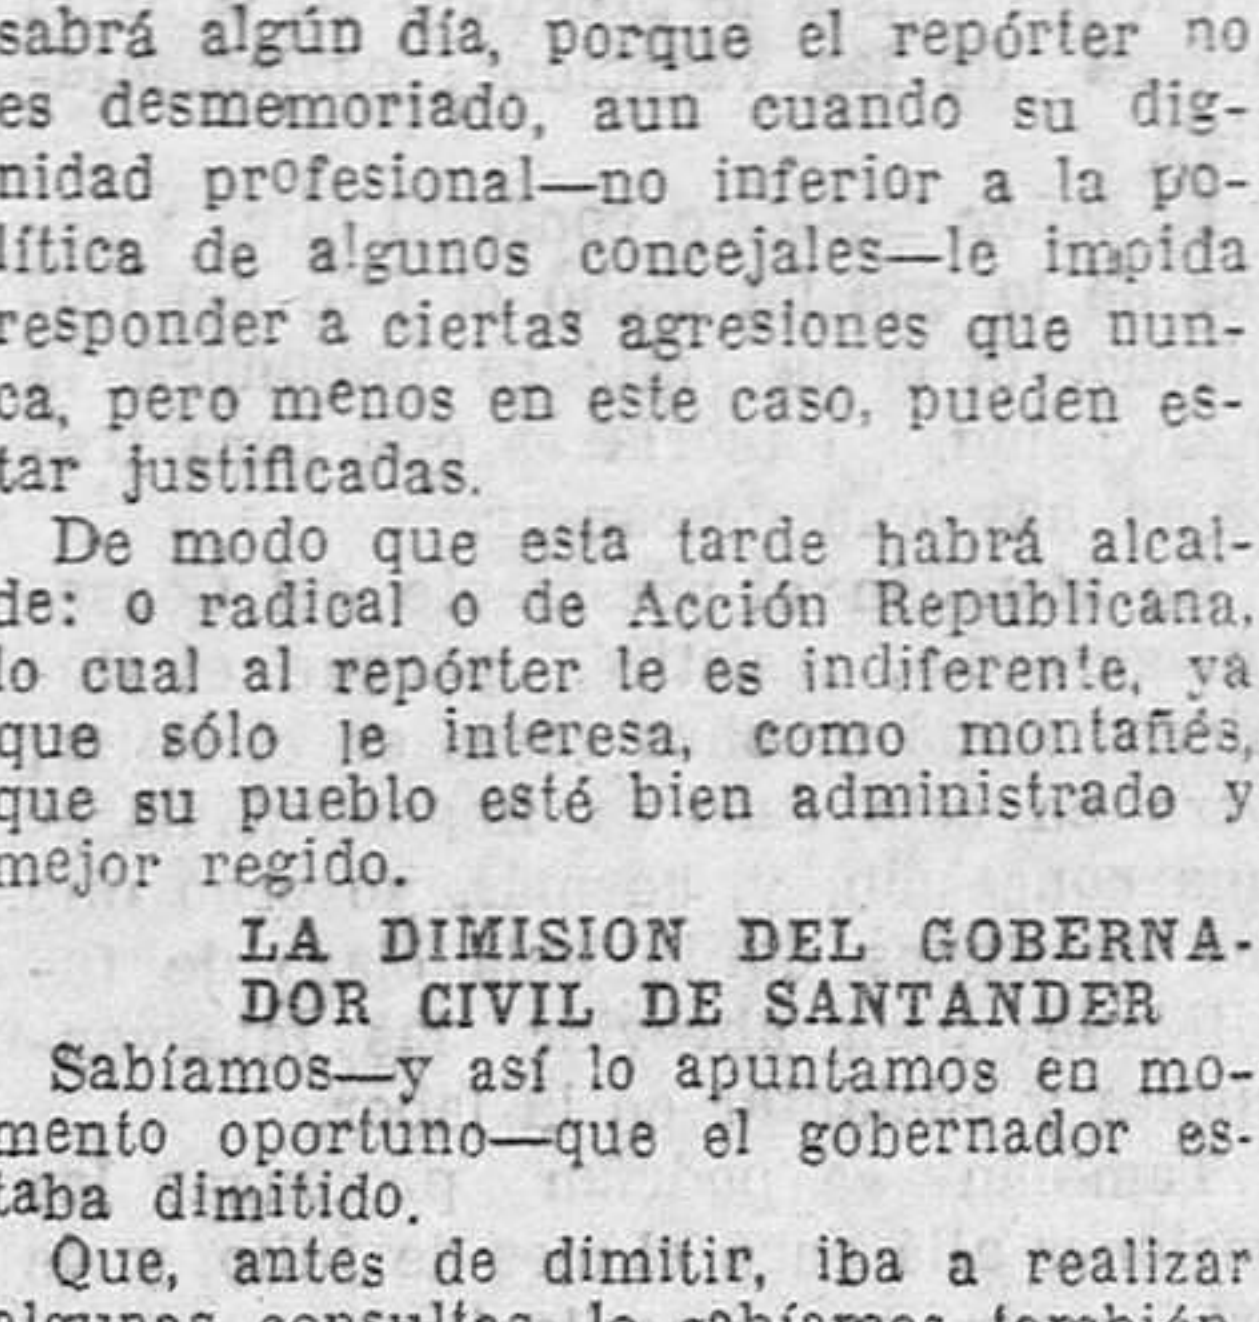 sabrá algún día, porque el repórter no
es desmemoriado, aun cuando su dig-
nidad profesional—no inferior a la po-
lítica de algunos concejales—le impida
responder a ciertas agresiones que nun-
ca, pero menos en este caso, pueden es-
tar justificadas.
De modo que esta tarde habrá alcal-
de: o radical o de Acción Republicana,
lo cual al repórter le es indiferente, ya
que sólo le interesa, como montañés,
que su pueblo esté bien administrado y
mejor regido.
LA DIMISION DEL GOBERNA-
DOR CIVIL DE SANTANDER
Sabíamos—y así lo apuntamos en mo-
mento oportuno—que el gobernador es-
taba dimitido.
Que, antes de dimitir, iba a realizar
algunas consultas lo sabíamos también